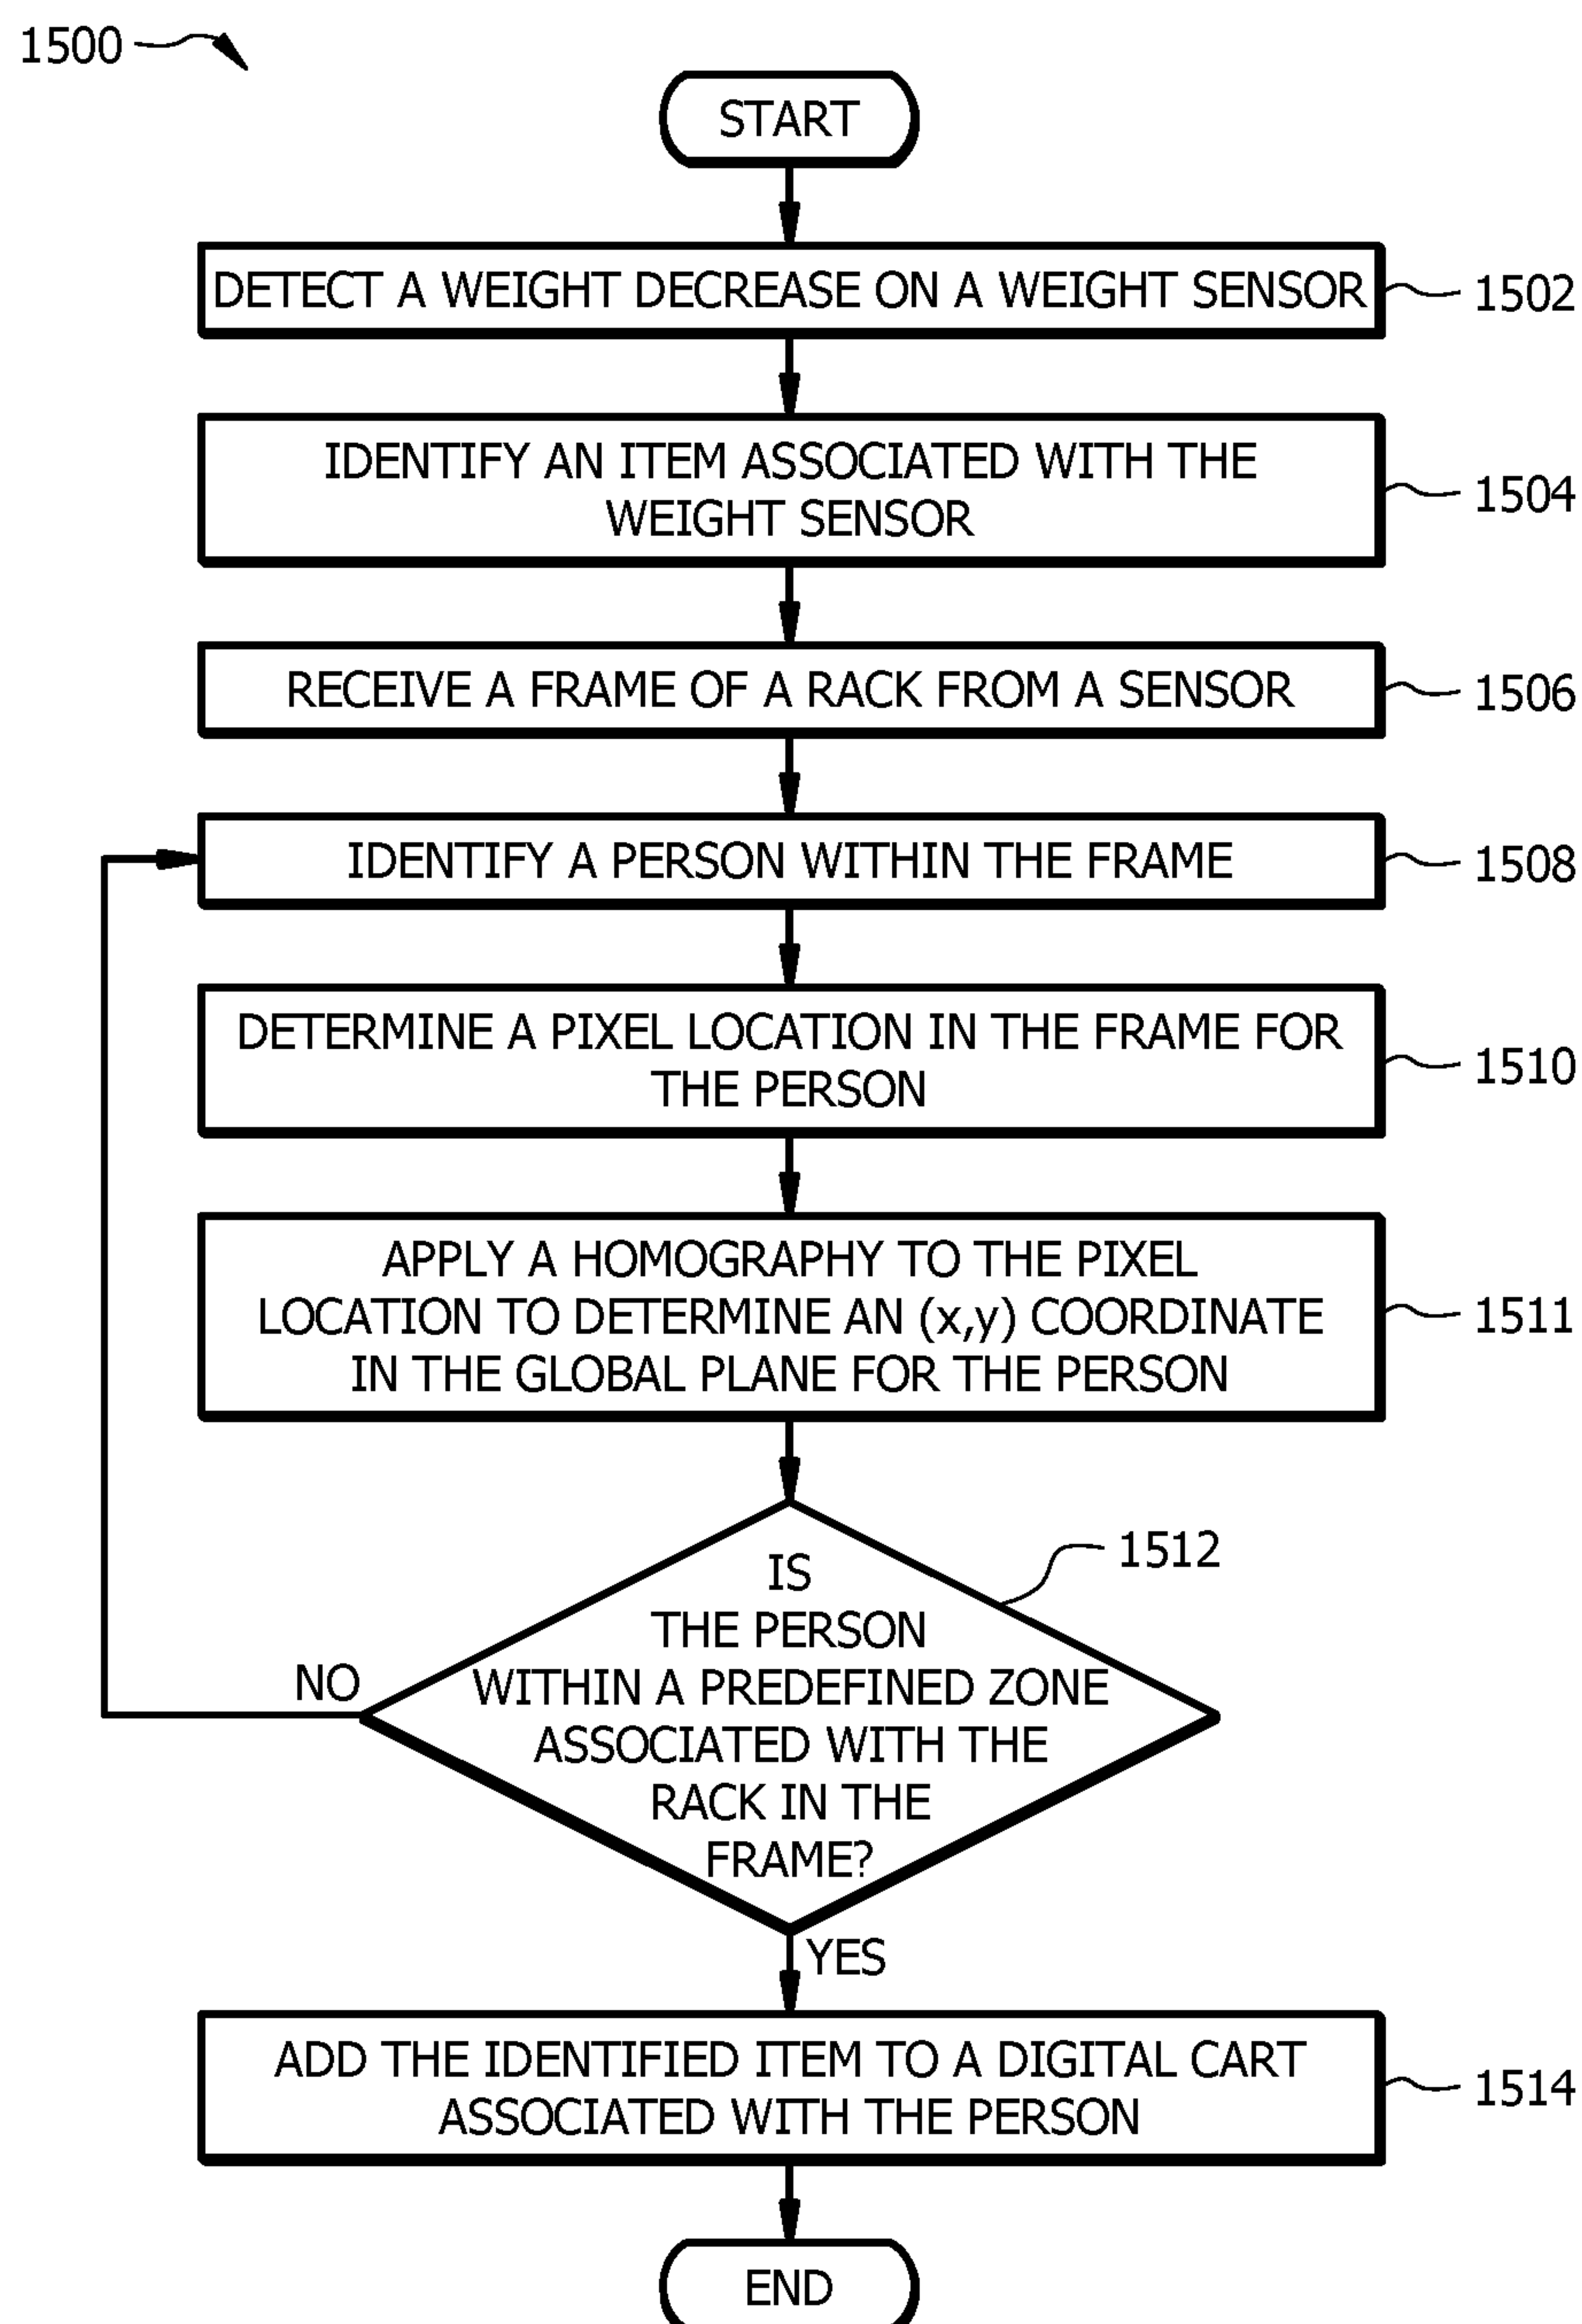 1500
START
DETECT A WEIGHT DECREASE ON A WEIGHT SENSOR
1502
IDENTIFY AN ITEM ASSOCIATED WITH THE
WEIGHT SENSOR
1504
RECEIVE A FRAME OF A RACK FROM A SENSOR
1506
IDENTIFY A PERSON WITHIN THE FRAME
1508
DETERMINE A PIXEL LOCATION IN THE FRAME FOR
THE PERSON
1510
APPLY A HOMOGRAPHY TO THE PIXEL
LOCATION TO DETERMINE AN (x,y) COORDINATE
IN THE GLOBAL PLANE FOR THE PERSON
1511
IS
THE PERSON
WITHIN A PREDEFINED ZONE
ASSOCIATED WITH THE
RACK IN THE
FRAME?
1512
NO
YES
ADD THE IDENTIFIED ITEM TO A DIGITAL CART
ASSOCIATED WITH THE PERSON
1514
END